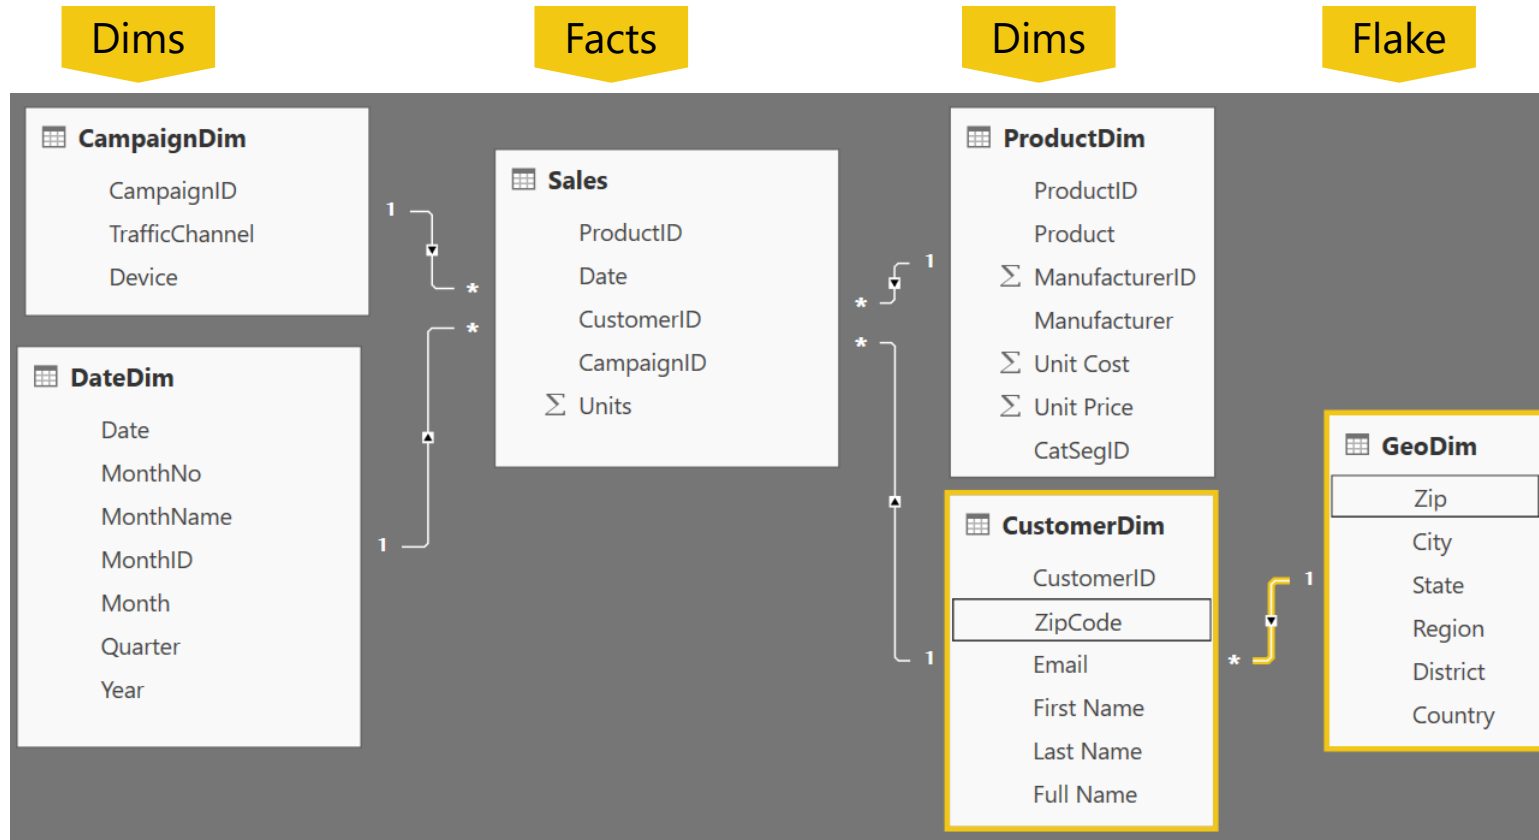 Dims
Facts
Dims
Flake
CampaignDim
CampaignID
TrafficChannel
Device
1
*
DateDim
Date
MonthNo
MonthName
MonthID
Month
Quarter
Year
1
*
Sales
ProductID
Date
CustomerID
CampaignID
Σ Units
*
1
*
1
ProductDim
ProductID
Product
Σ ManufacturerID
Manufacturer
Σ Unit Cost
Σ Unit Price
CatSegID
CustomerDim
CustomerID
ZipCode
Email
First Name
Last Name
Full Name
*
1
GeoDim
Zip
City
State
Region
District
Country